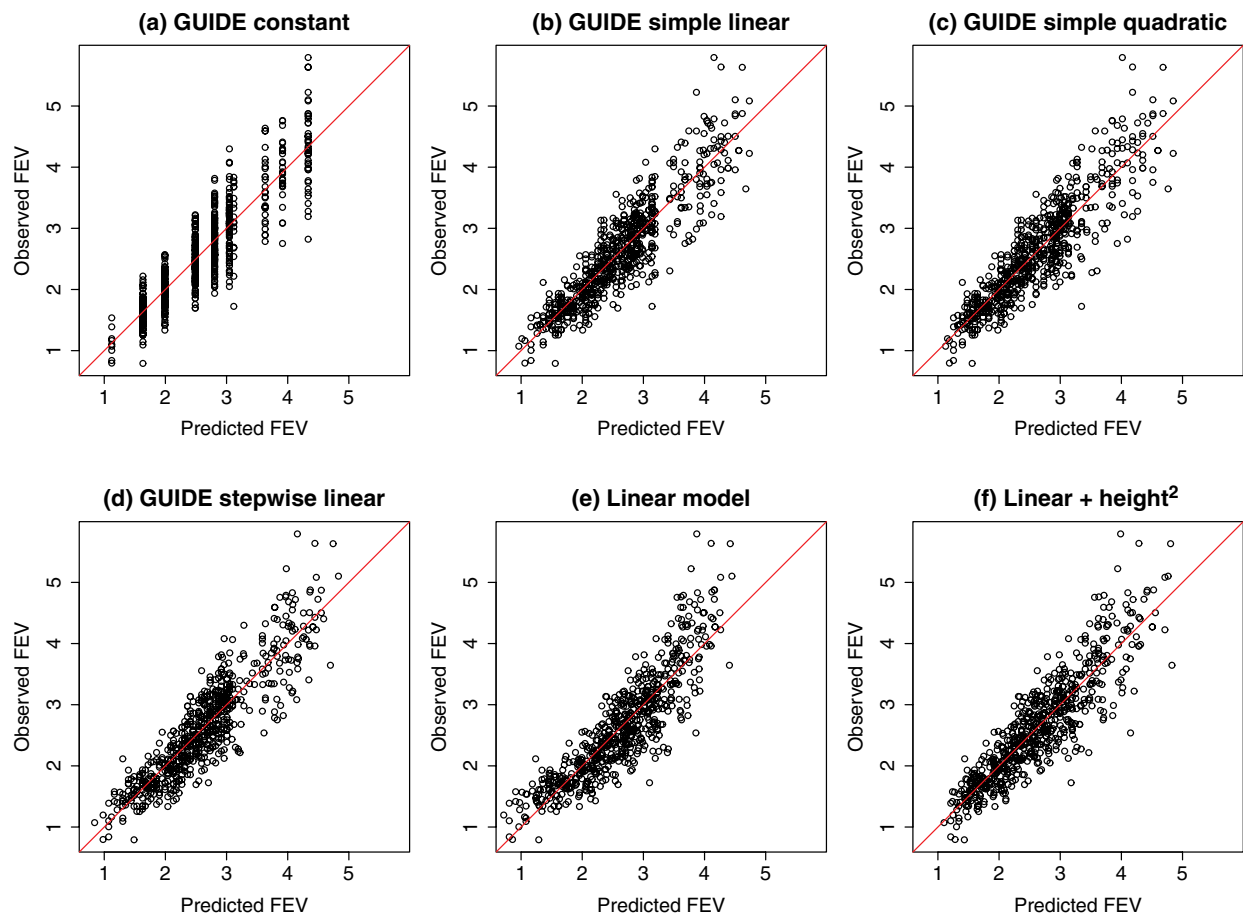 (a) GUIDE constant
(b) GUIDE simple linear
(c) GUIDE simple quadratic
Observed FEV
5
4
3
2
1
1 2 3 4 5
Predicted FEV
Observed FEV
5
4
3
2
1
1 2 3 4 5
Predicted FEV
Observed FEV
5
4
3
2
1
1 2 3 4 5
Predicted FEV
(d) GUIDE stepwise linear
(e) Linear model
(f) Linear + height²
Observed FEV
5
4
3
2
1
1 2 3 4 5
Predicted FEV
Observed FEV
5
4
3
2
1
1 2 3 4 5
Predicted FEV
Observed FEV
5
4
3
2
1
1 2 3 4 5
Predicted FEV